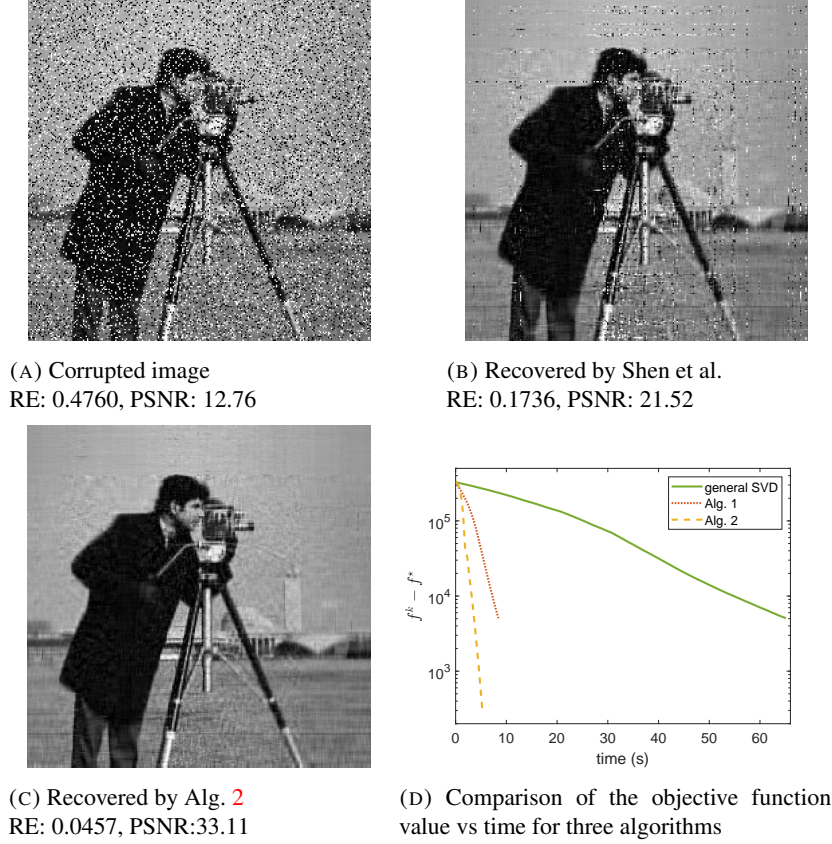 (A) Corrupted image
RE: 0.4760, PSNR: 12.76
(B) Recovered by Shen et al.
RE: 0.1736, PSNR: 21.52
(C) Recovered by Alg. 2
RE: 0.0457, PSNR:33.11
general SVD
Alg. 1
Alg. 2
10^5
10^4
10^3
f^k − f^*
0 10 20 30 40 50 60
time (s)
(D) Comparison of the objective function
value vs time for three algorithms